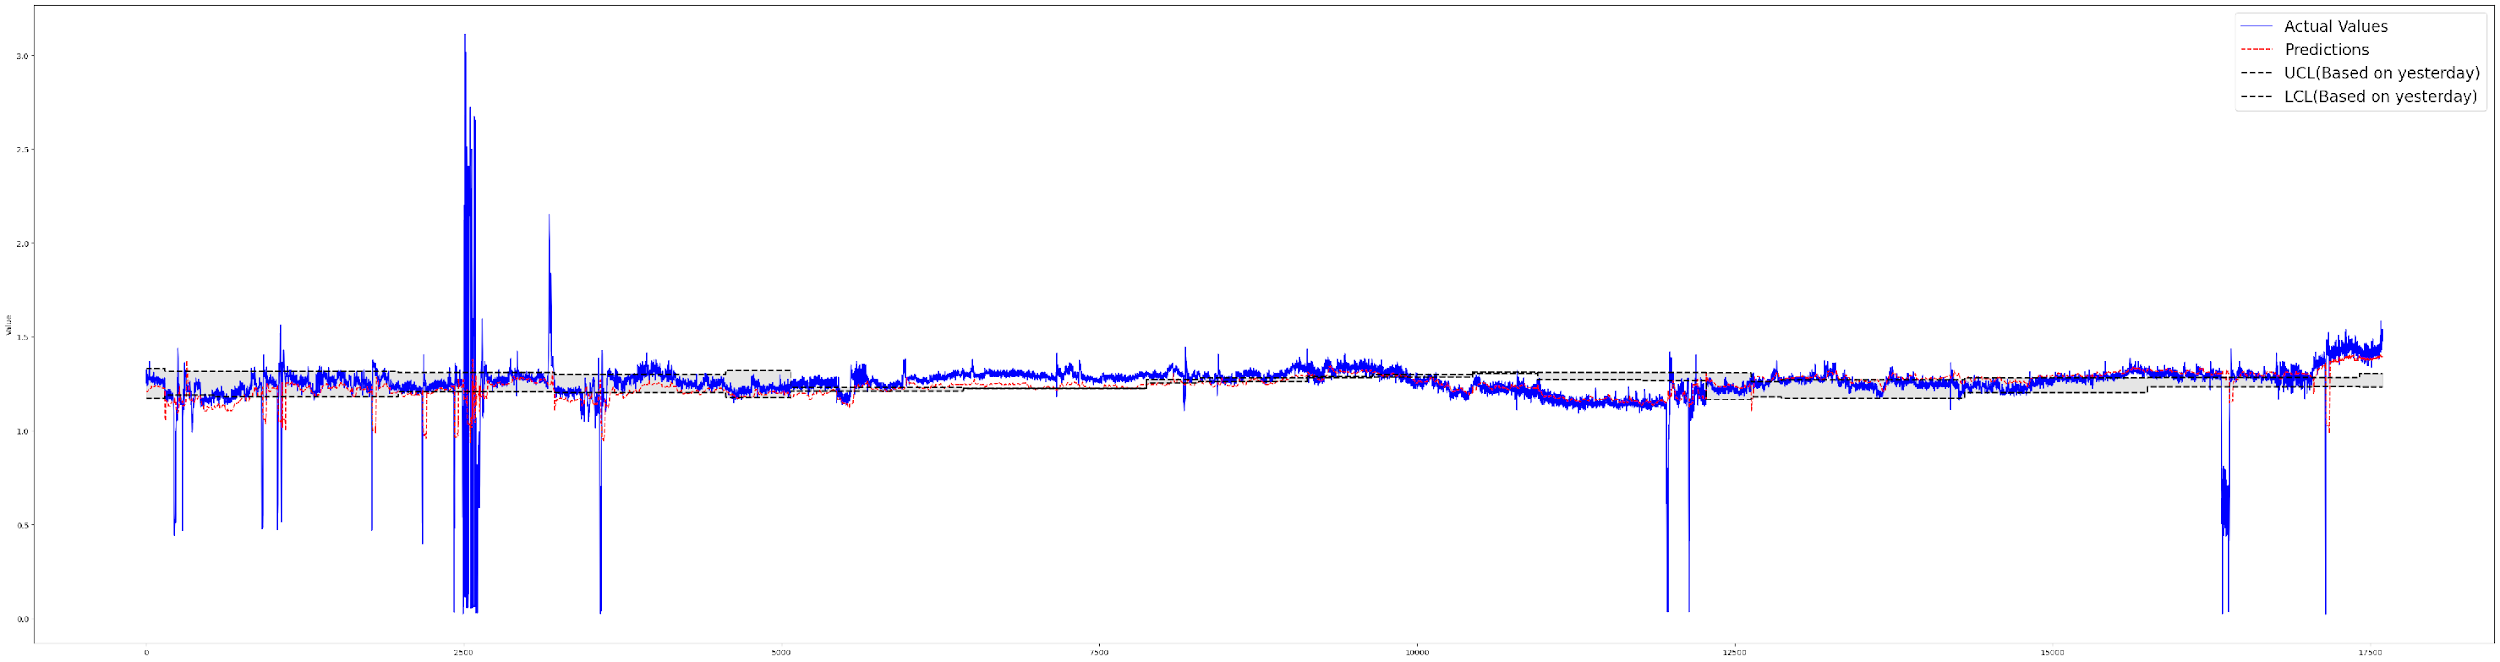 Actual Values
Predictions
UCL(Based on yesterday)
LCL(Based on yesterday)
Value
3.0
2.5
2.0
1.5
1.0
0.5
0.0
0 2500 5000 7500 10000 12500 15000 17500